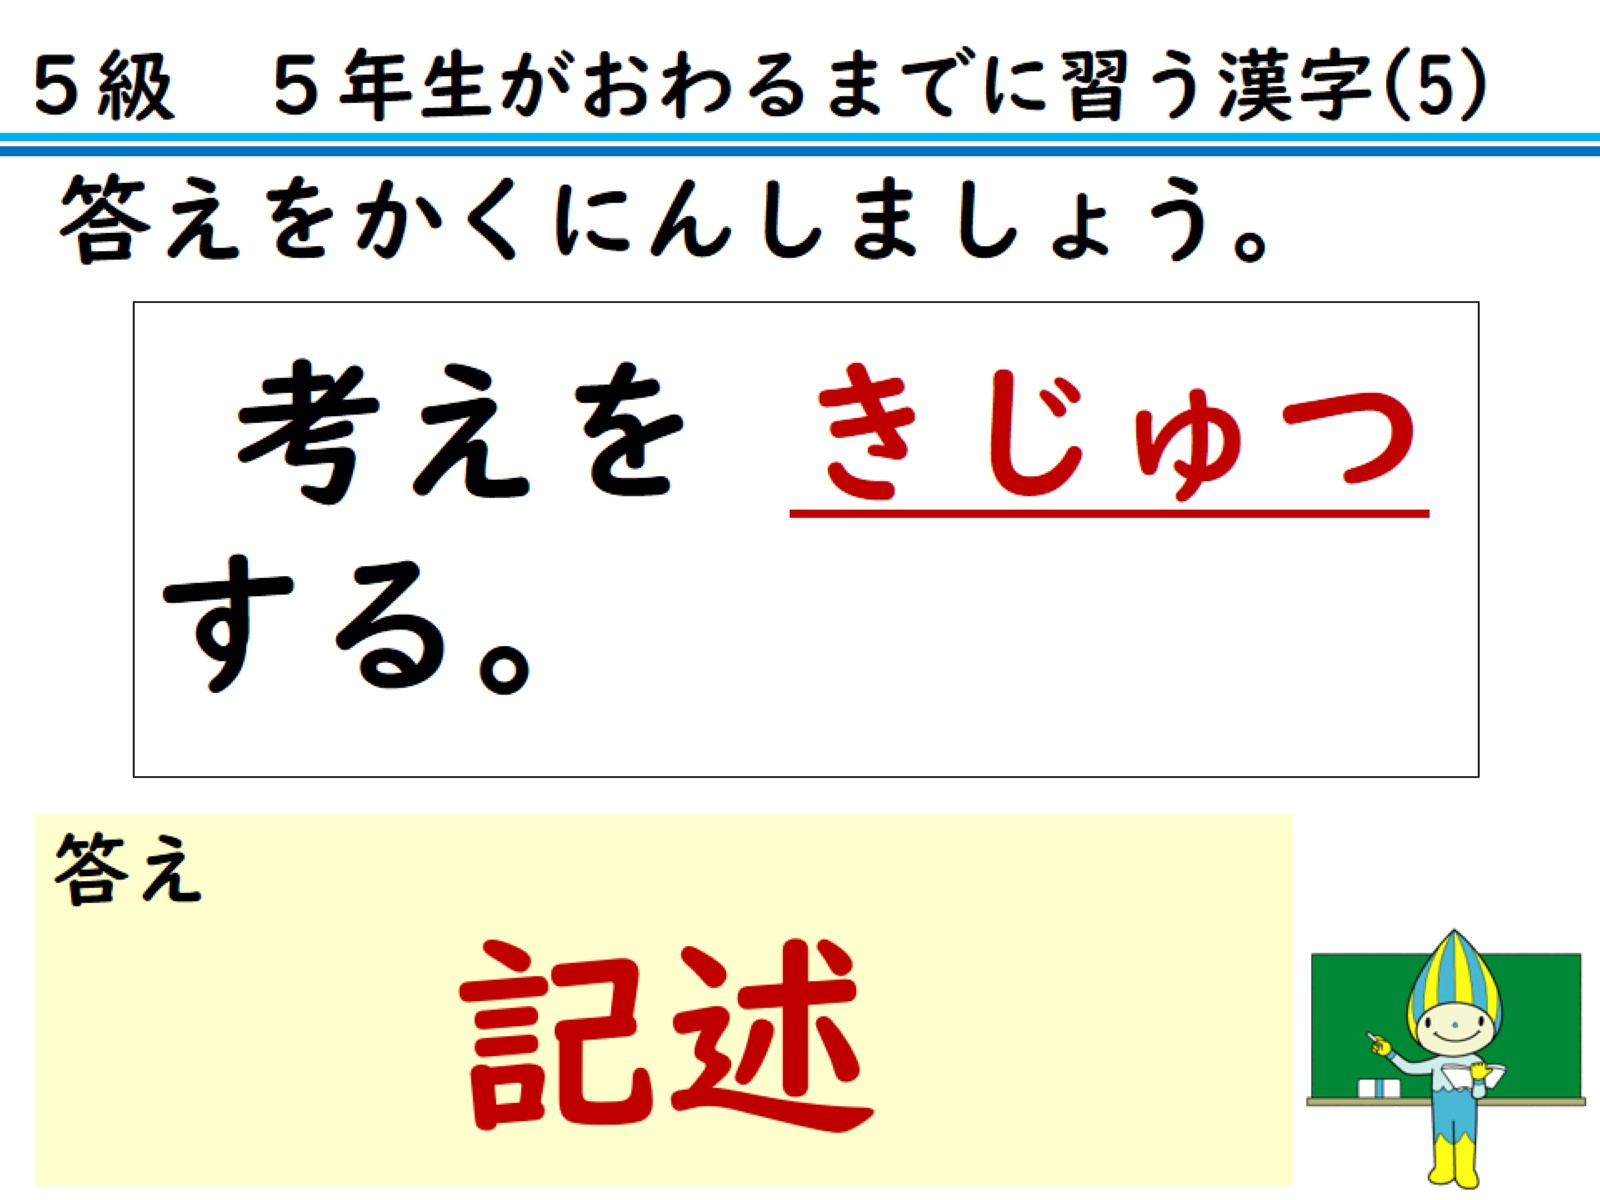 ５級　５年生がおわるまでに習う漢字(5)
答えをかくにんしましょう。
考えを きじゅつ
する。
答え
記述